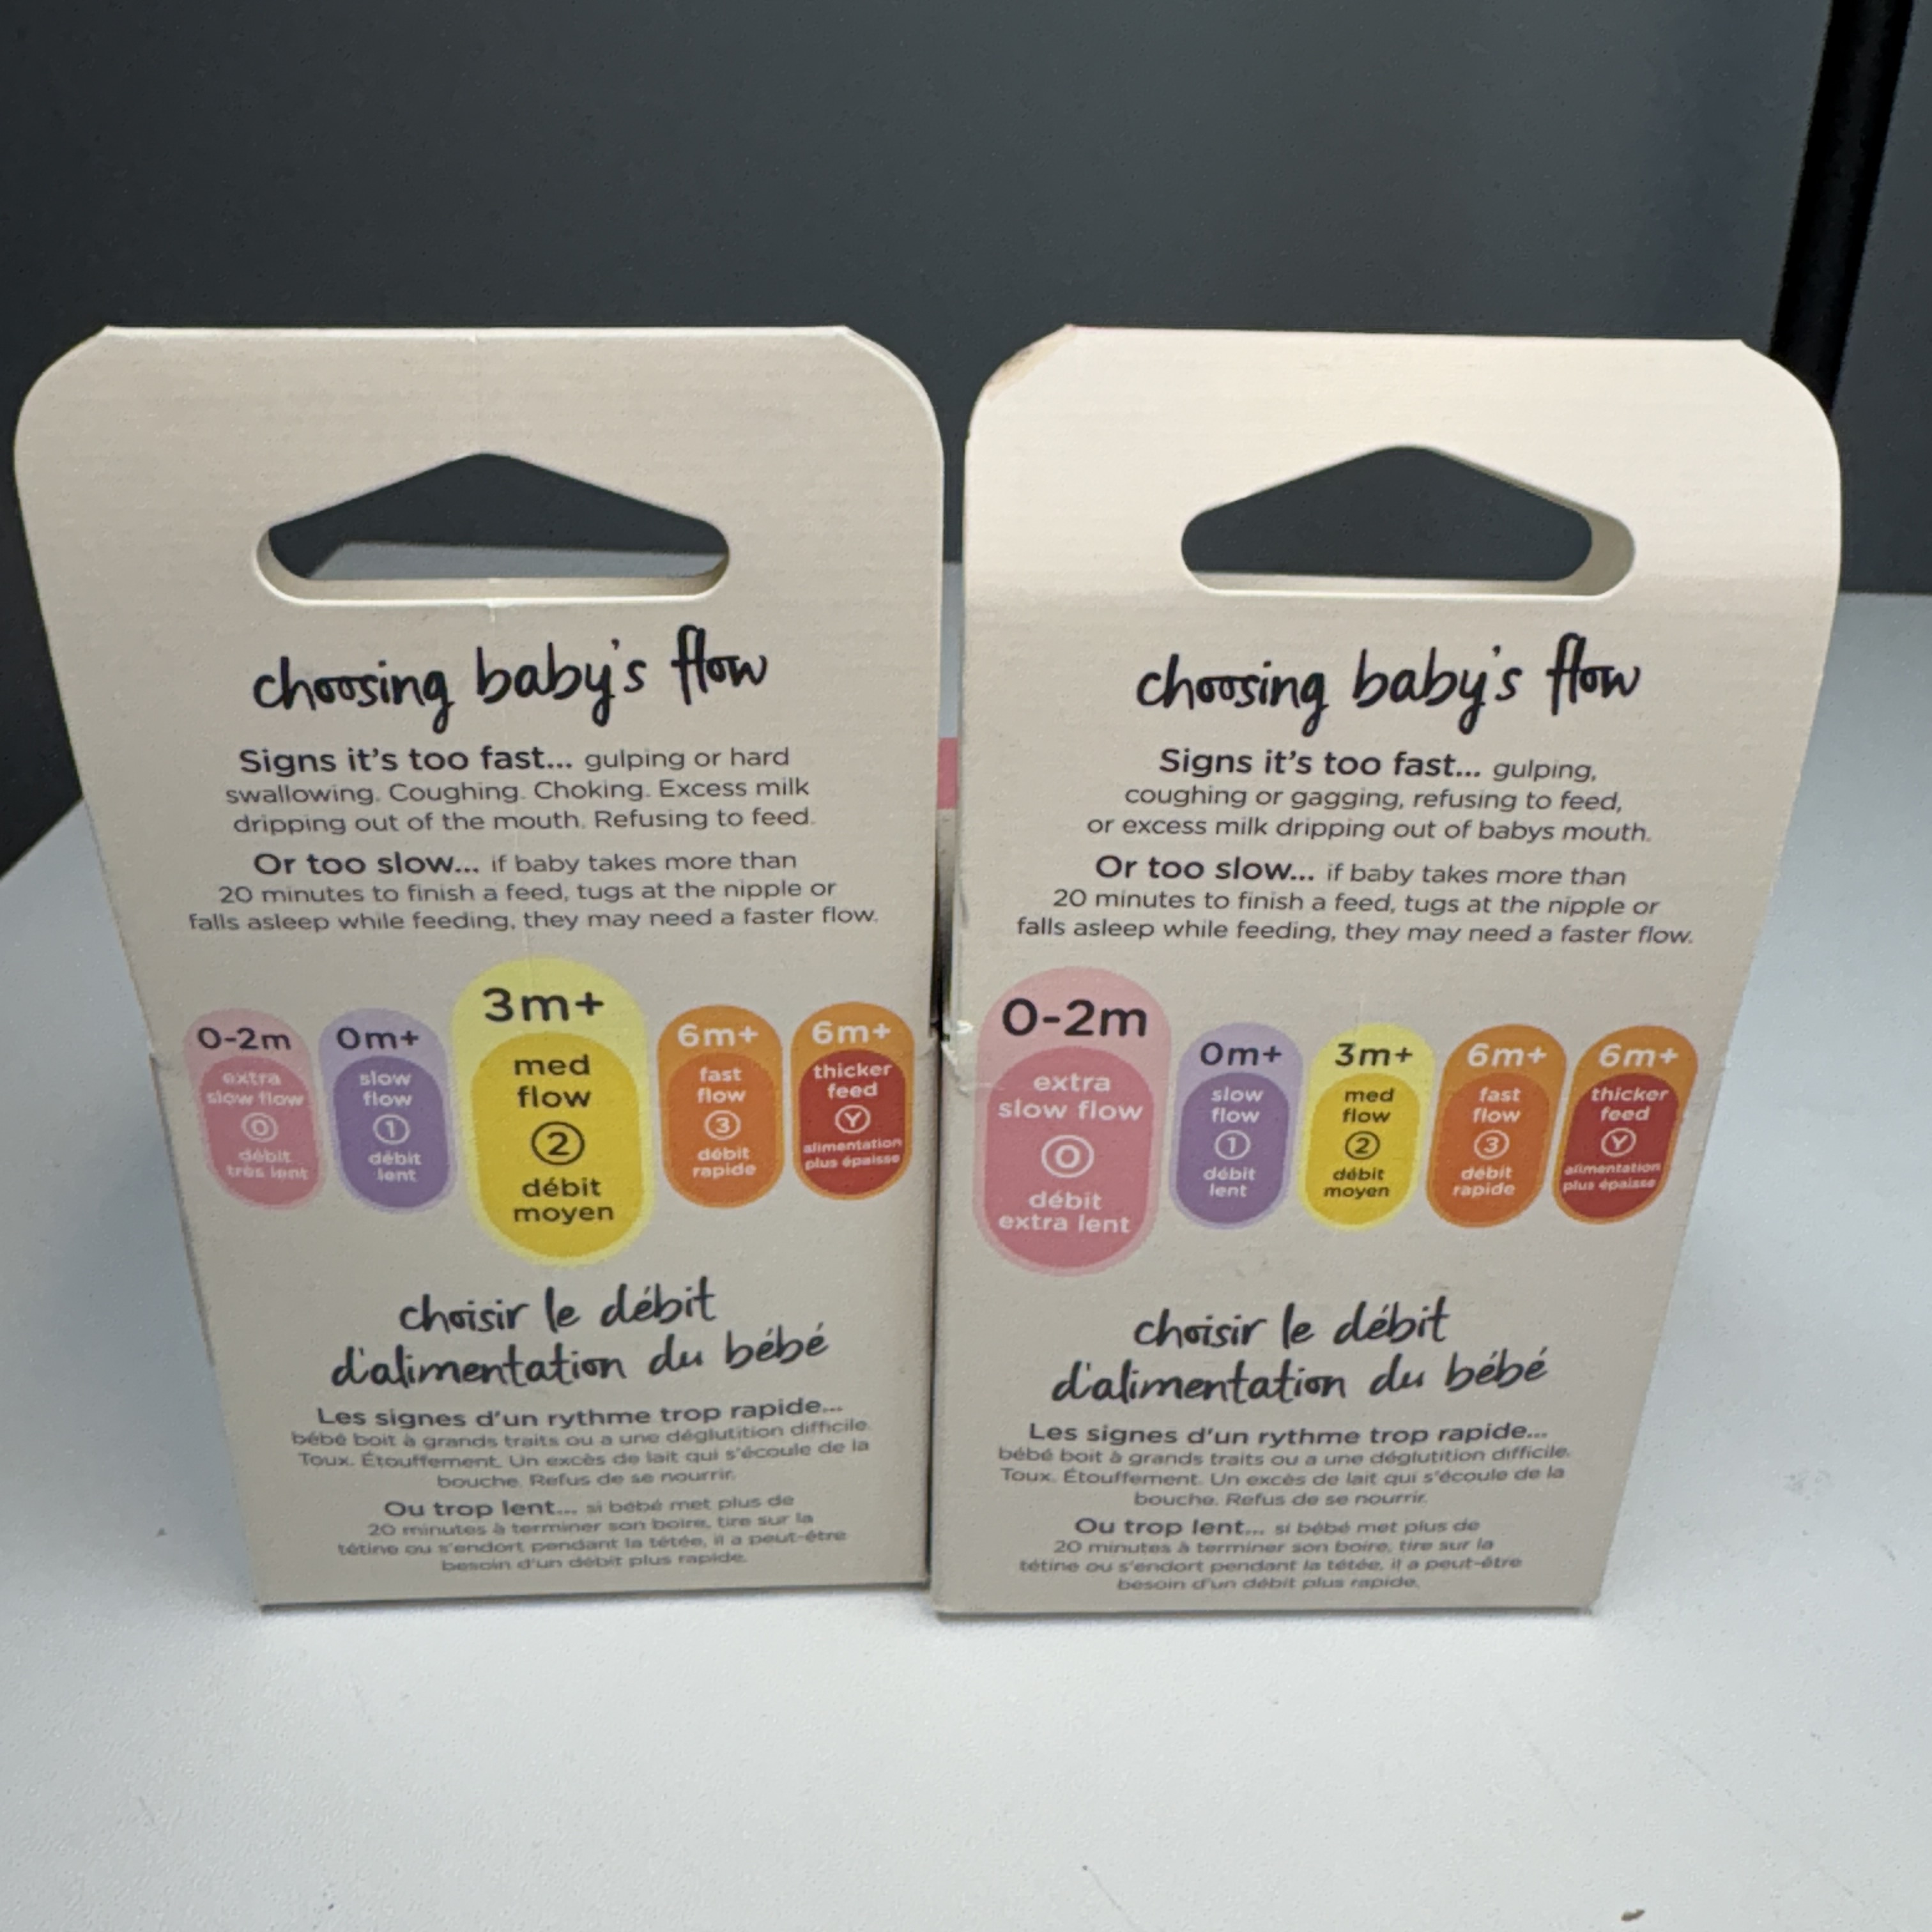 choosing baby's flow
Signs it's too fast... gulping or hard
swallowing. Coughing. Choking. Excess milk
dripping out of the mouth. Refusing to feed.
Or too slow... if baby takes more than
20 minutes to finish a feed, tugs at the nipple or
falls asleep while feeding, they may need a faster flow.
0-2m
extra
slow flow
0
débit
très lent
0m+
slow
flow
1
débit
lent
3m+
med
flow
2
débit
moyen
6m+
fast
flow
3
débit
rapide
6m+
thicker
feed
Y
alimentation
plus épaisse
choisir le débit
d'alimentation du bébé
Les signes d'un rythme trop rapide...
bébé boit à grands traits ou a une déglutition difficile.
Toux. Étouffement. Un excès de lait qui s'écoule de la
bouche. Refus de se nourrir.
Ou trop lent... si bébé met plus de
20 minutes à terminer son boire, tire sur la
tétine ou s'endort pendant la tétée, il a peut-être
besoin d'un débit plus rapide.
choosing baby's flow
Signs it's too fast... gulping,
coughing or gagging, refusing to feed,
or excess milk dripping out of babys mouth.
Or too slow... if baby takes more than
20 minutes to finish a feed, tugs at the nipple or
falls asleep while feeding, they may need a faster flow.
0-2m
extra
slow flow
0
débit
extra lent
0m+
slow
flow
1
débit
lent
3m+
med
flow
2
débit
moyen
6m+
fast
flow
3
débit
rapide
6m+
thicker
feed
Y
alimentation
plus épaisse
choisir le débit
d'alimentation du bébé
Les signes d'un rythme trop rapide...
bébé boit à grands traits ou a une déglutition difficile.
Toux. Étouffement. Un excès de lait qui s'écoule de la
bouche. Refus de se nourrir.
Ou trop lent... si bébé met plus de
20 minutes à terminer son boire, tire sur la
tétine ou s'endort pendant la tétée, il a peut-être
besoin d'un débit plus rapide.